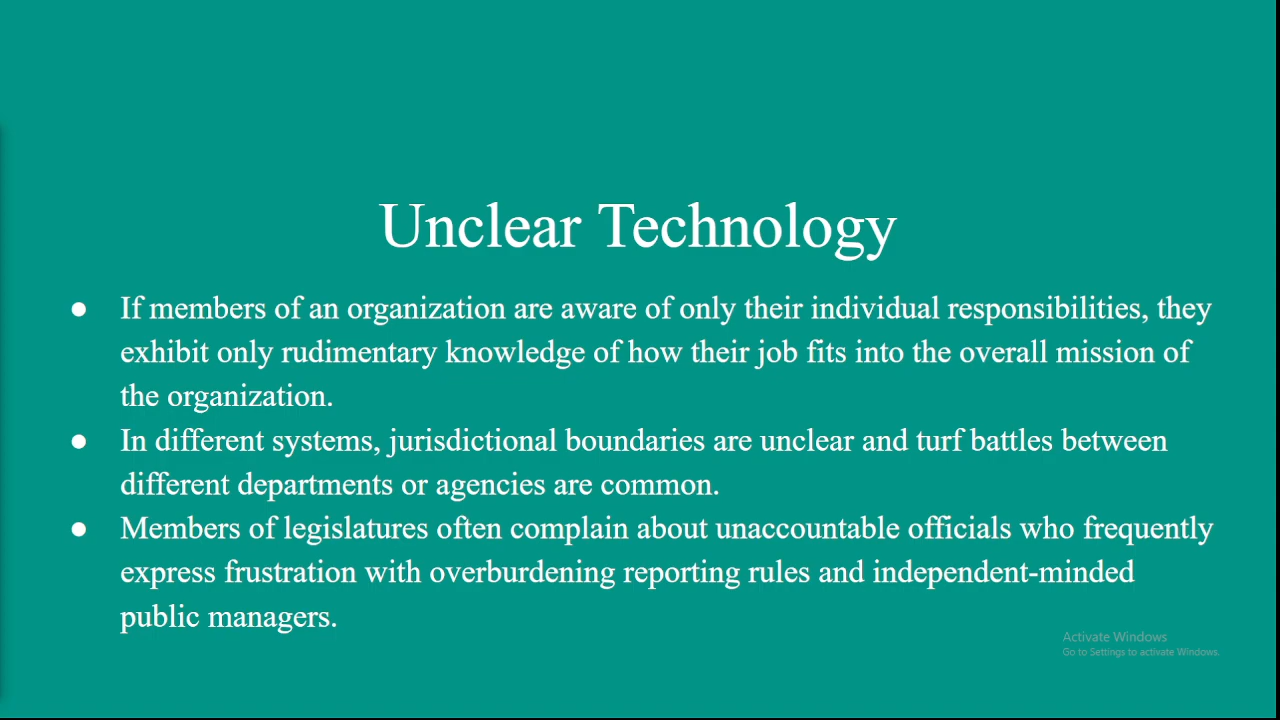 Unclear Technology
● If members of an organization are aware of only their individual responsibilities, they
exhibit only rudimentary knowledge of how their job fits into the overall mission of
the organization.
● In different systems, jurisdictional boundaries are unclear and turf battles between
different departments or agencies are common.
● Members of legislatures often complain about unaccountable officials who frequently
express frustration with overburdening reporting rules and independent-minded
public managers.
Activate Windows
Go to Settings to activate Windows.